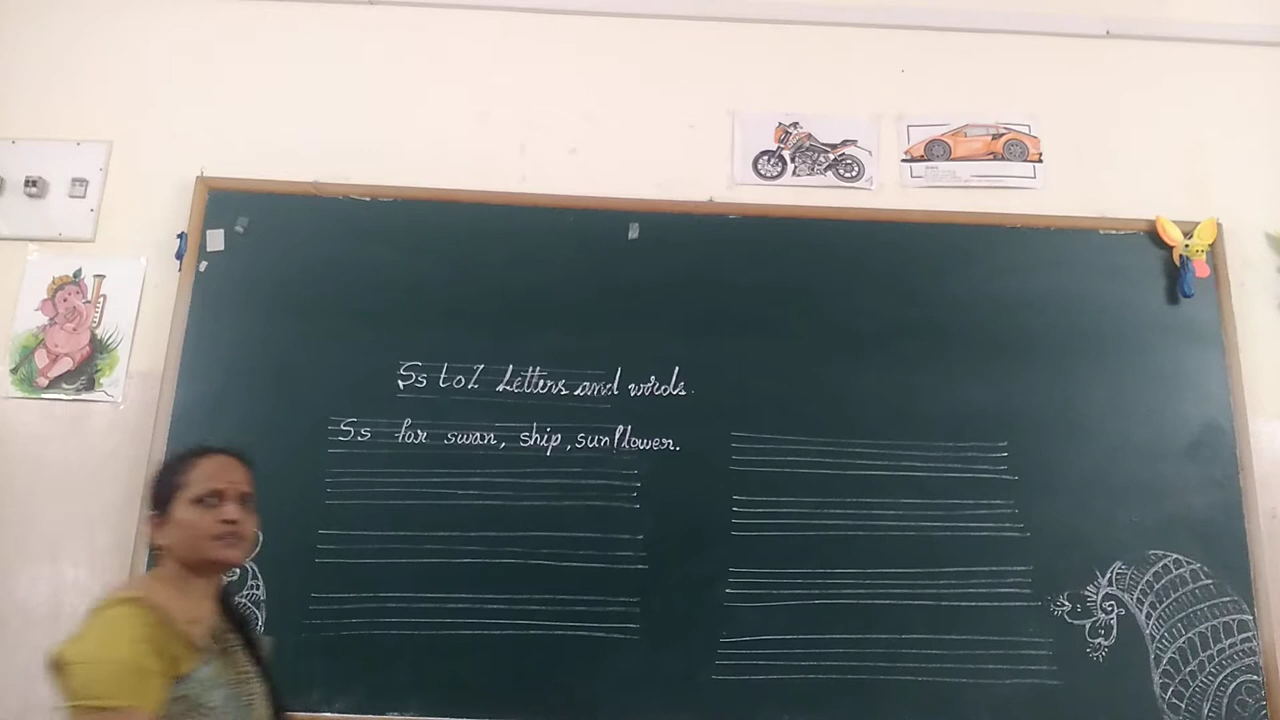 Ss to Z Letters and words.
Ss for swan, ship, sunflower.